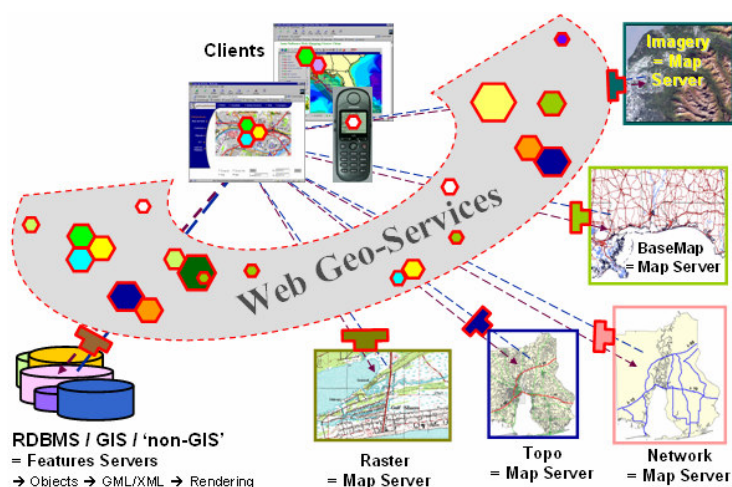 Clients
Imagery
= Map
Server
Web Geo-Services
BaseMap
= Map Server
RDBMS / GIS / 'non-GIS'
= Features Servers
→ Objects → GML/XML → Rendering
Raster
= Map Server
Topo
= Map Server
Network
= Map Server